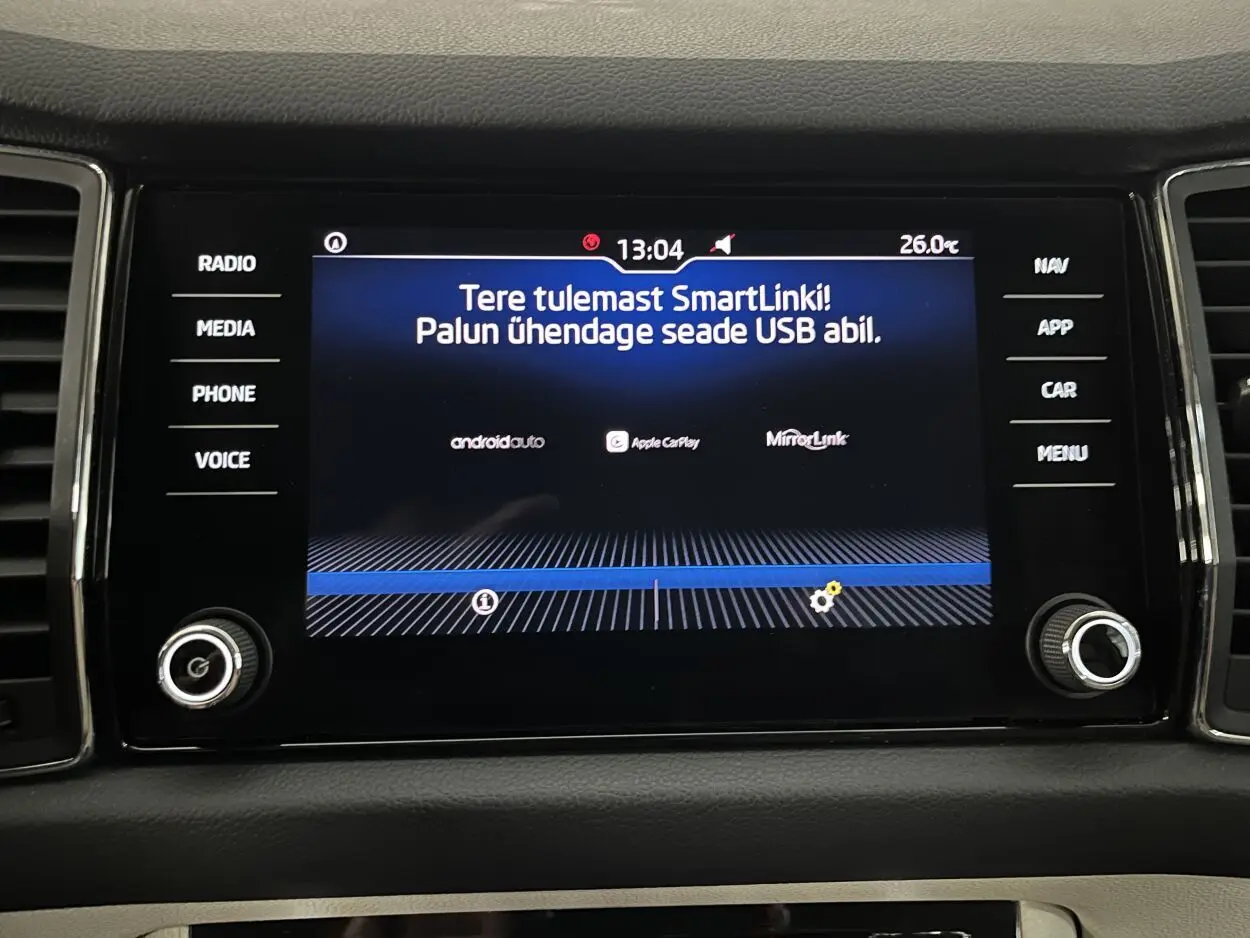 RADIO
MEDIA
PHONE
VOICE
13:04
26.0°C
Tere tulemast SmartLinki!
Palun ühendage seade USB abil.
androidauto
Apple CarPlay
MirrorLink
NAV
APP
CAR
MENU